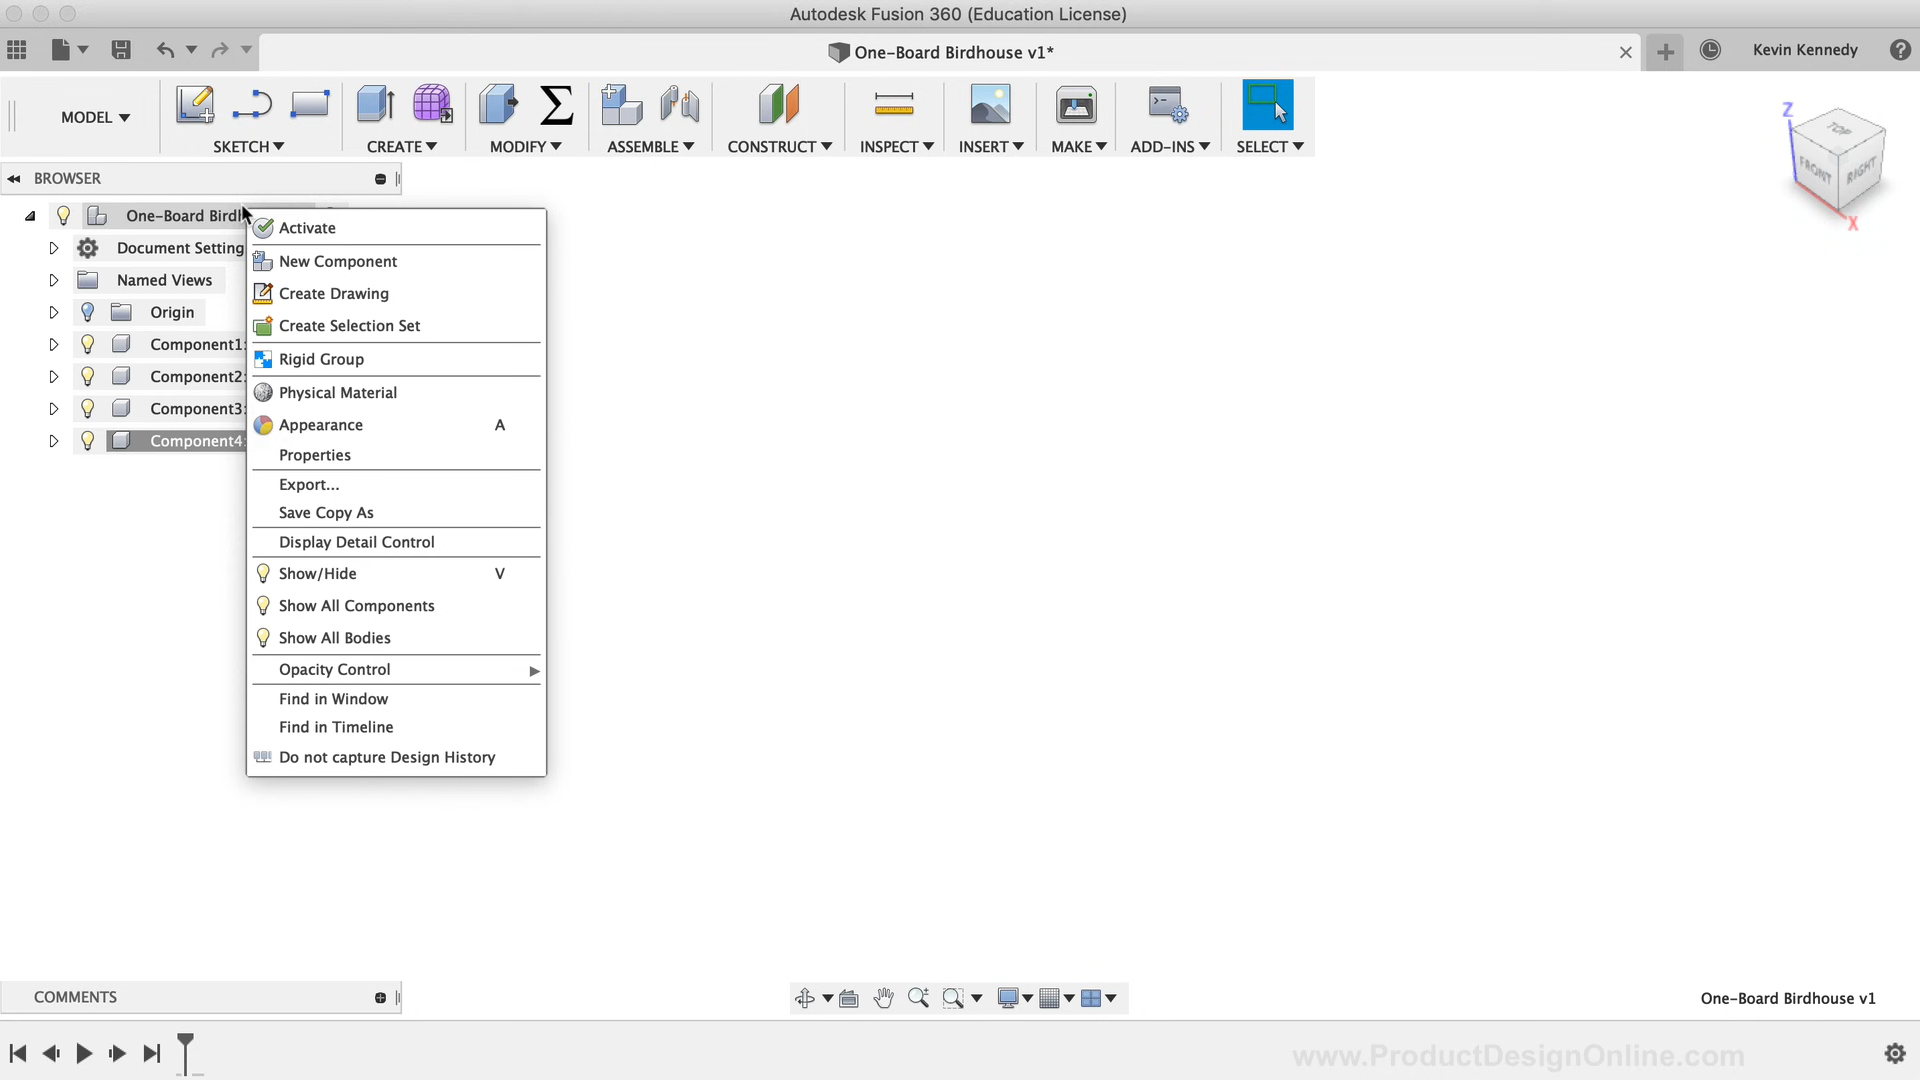 Autodesk Fusion 360 (Education License)
One-Board Birdhouse v1*
Kevin Kennedy
MODEL
SKETCH
CREATE
MODIFY
ASSEMBLE
CONSTRUCT
INSPECT
INSERT
MAKE
ADD-INS
SELECT
Z
TOP
FRONT
RIGHT
X
BROWSER
One-Board
Document
Named Views
Origin
Component1:
Component2:
Component3:
Component4:
Activate
New Component
Create Drawing
Create Selection Set
Rigid Group
Physical Material
Appearance A
Properties
Export...
Save Copy As
Display Detail Control
Show/Hide V
Show All Components
Show All Bodies
Opacity Control
Find in Window
Find in Timeline
Do not capture Design History
COMMENTS
One-Board Birdhouse v1
www.ProductDesignOnline.com